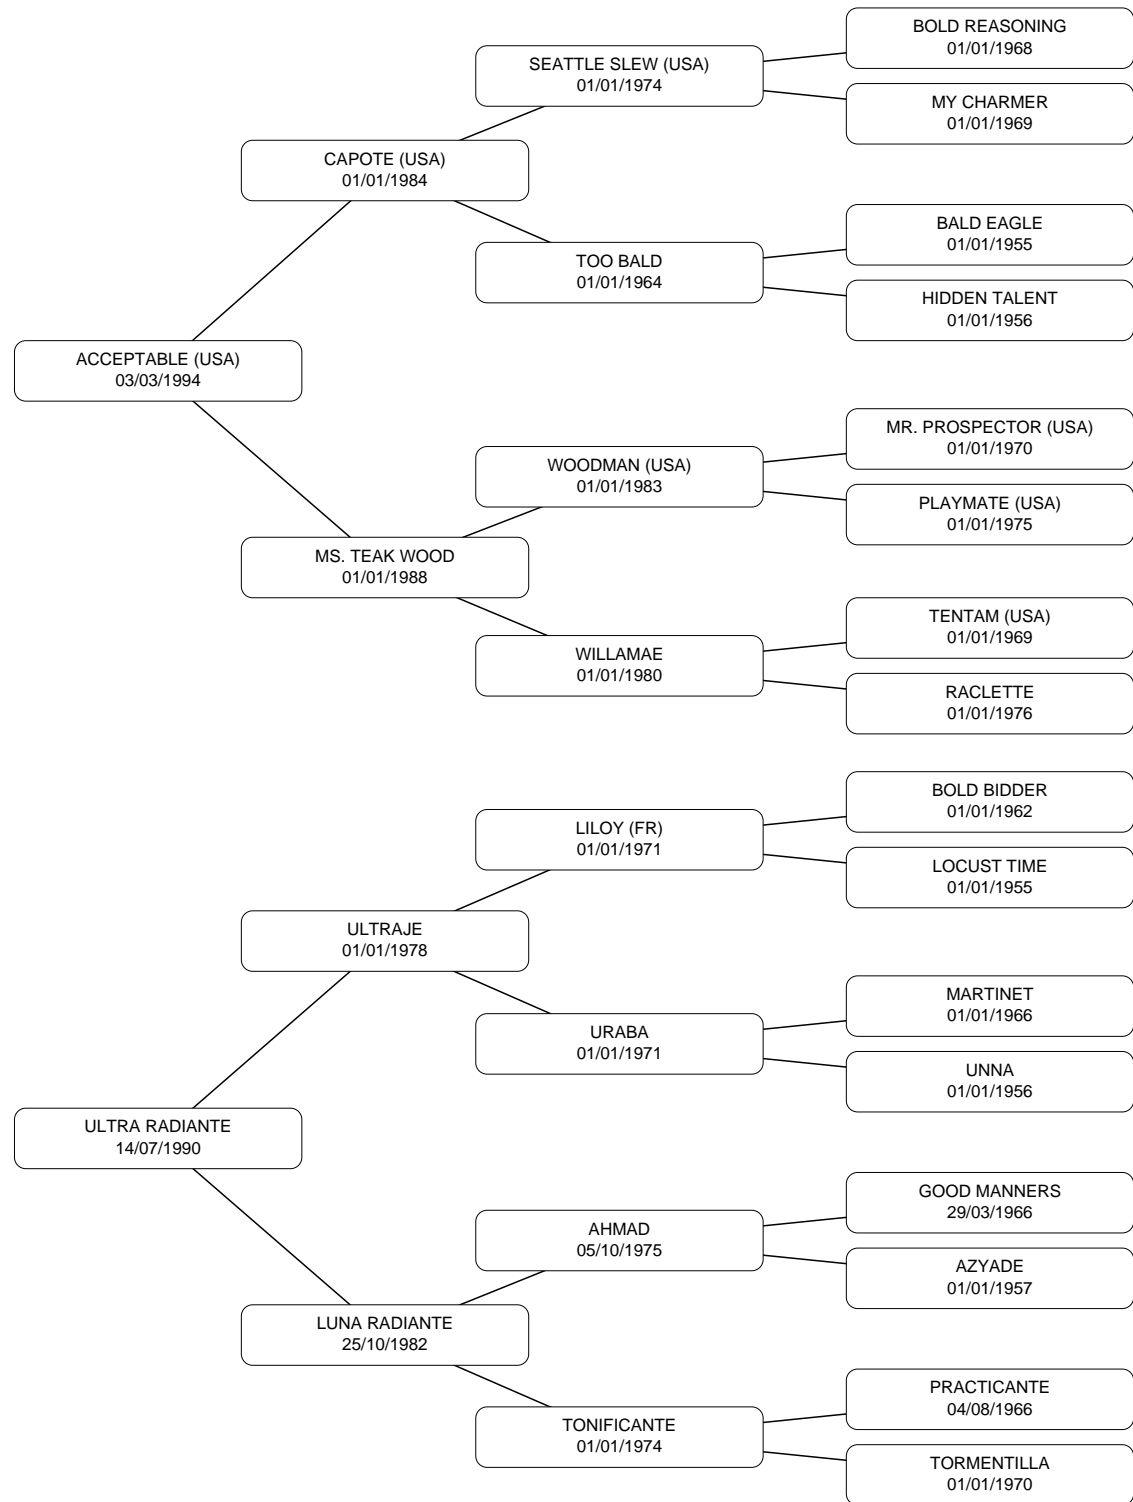 BOLD REASONING
01/01/1968
SEATTLE SLEW (USA)
01/01/1974
MY CHARMER
01/01/1969
CAPOTE (USA)
01/01/1984
BALD EAGLE
01/01/1955
TOO BALD
01/01/1964
HIDDEN TALENT
01/01/1956
ACCEPTABLE (USA)
03/03/1994
MR. PROSPECTOR (USA)
01/01/1970
WOODMAN (USA)
01/01/1983
PLAYMATE (USA)
01/01/1975
MS. TEAK WOOD
01/01/1988
TENTAM (USA)
01/01/1969
WILLAMAE
01/01/1980
RACLETTE
01/01/1976
BOLD BIDDER
01/01/1962
LILOY (FR)
01/01/1971
LOCUST TIME
01/01/1955
ULTRAJE
01/01/1978
MARTINET
01/01/1966
URABA
01/01/1971
UNNA
01/01/1956
ULTRA RADIANTE
14/07/1990
GOOD MANNERS
29/03/1966
AHMAD
05/10/1975
AZYADE
01/01/1957
LUNA RADIANTE
25/10/1982
PRACTICANTE
04/08/1966
TONIFICANTE
01/01/1974
TORMENTILLA
01/01/1970